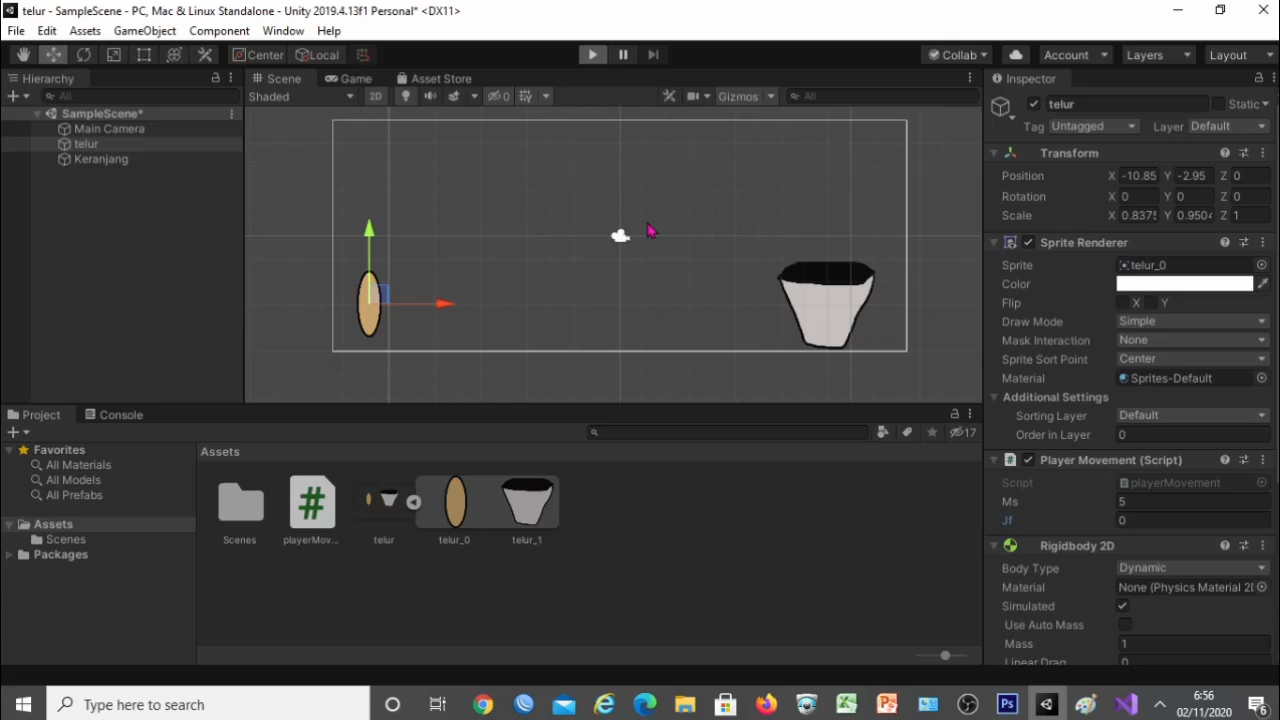 telur - SampleScene - PC, Mac & Linux Standalone - Unity 2019.4.13f1 Personal* <DX11>
File Edit Assets GameObject Component Window Help
Center Local Collab Account Layers Layout
Hierarchy
All
SampleScene*
Main Camera
telur
Keranjang
Scene Game Asset Store
Shaded 2D 0 Gizmos All
Inspector
telur Static
Tag Untagged Layer Default
Transform
Position X -10.85 Y -2.95 Z 0
Rotation X 0 Y 0 Z 0
Scale X 0.8375 Y 0.9504 Z 1
Sprite Renderer
Sprite telur_0
Color
Flip X Y
Draw Mode Simple
Mask Interaction None
Sprite Sort Point Center
Material Sprites-Default
Additional Settings
Sorting Layer Default
Order in Layer 0
# Player Movement (Script)
Script playerMovement
Ms 5
Jf 0
Rigidbody 2D
Body Type Dynamic
Material None (Physics Material 2D
Simulated
Use Auto Mass
Mass 1
Linear Drag 0
Project Console
17
Favorites
All Materials
All Models
All Prefabs
Assets
Scenes
Packages
Assets
#
Scenes playerMov... telur telur_0 telur_1
Type here to search
Ps
6:56
02/11/2020
6